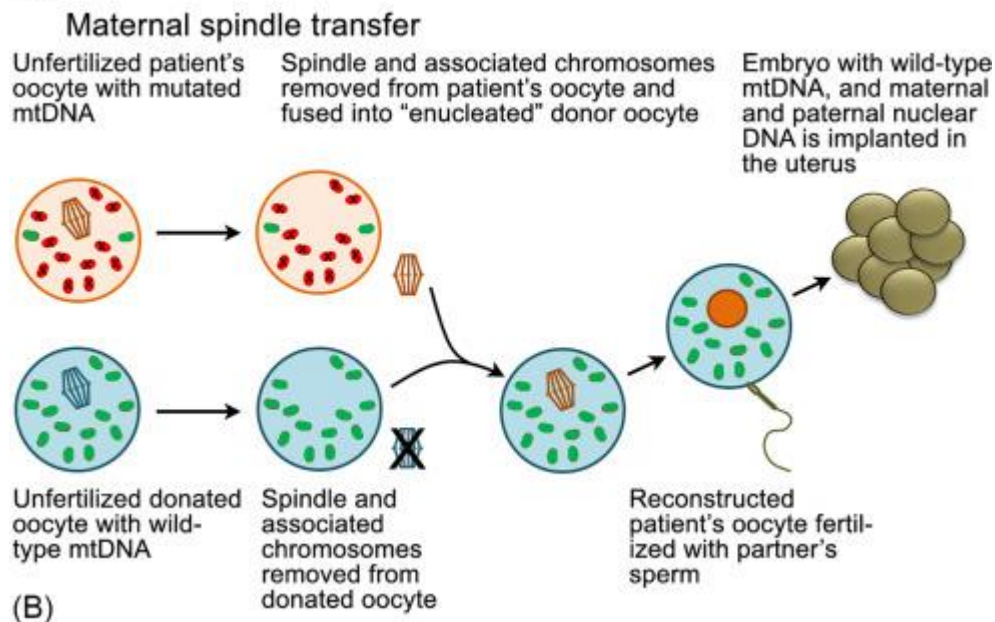 Maternal spindle transfer
Unfertilized patient's
oocyte with mutated
mtDNA
Spindle and associated chromosomes
removed from patient's oocyte and
fused into “enucleated” donor oocyte
Embryo with wild-type
mtDNA, and maternal
and paternal nuclear
DNA is implanted in
the uterus
Unfertilized donated
oocyte with wild-
type mtDNA
Spindle and
associated
chromosomes
removed from
donated oocyte
Reconstructed
patient's oocyte fertil-
ized with partner's
sperm
(B)